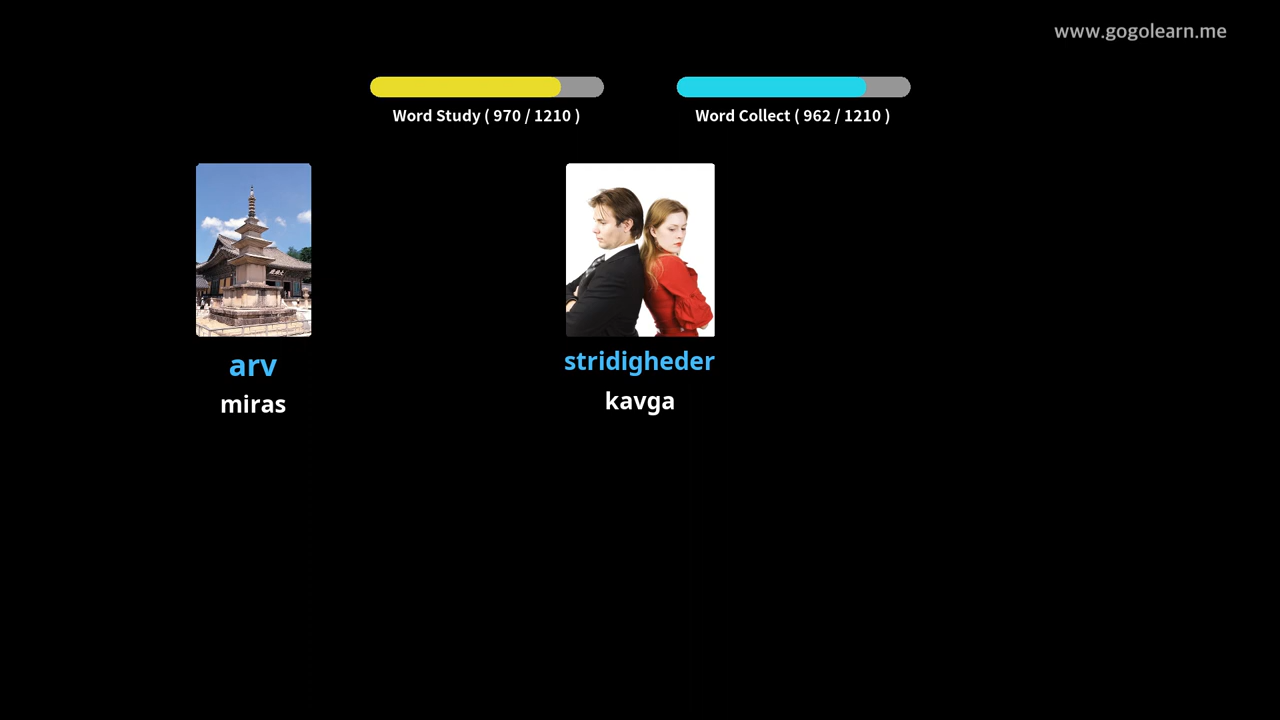 www.gogolearn.me
Word Study ( 970 / 1210 )
Word Collect ( 962 / 1210 )
arv
miras
stridigheder
kavga